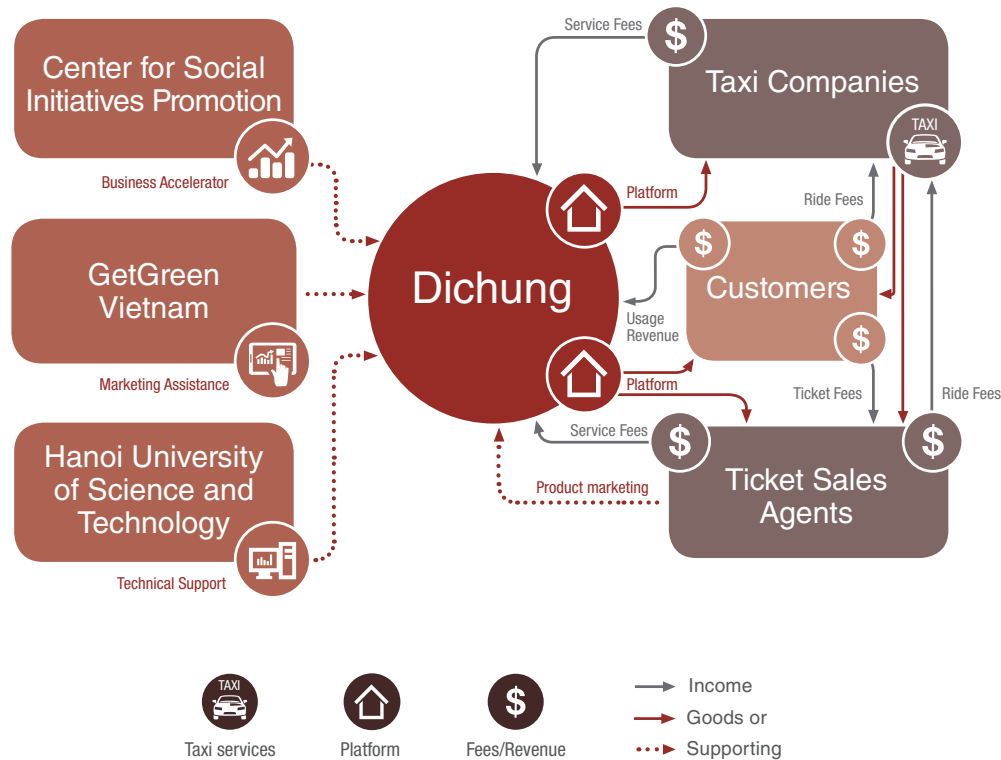 Center for Social
Initiatives Promotion
Business Accelerator
GetGreen
Vietnam
Marketing Assistance
Hanoi University
of Science and
Technology
Technical Support
Dichung
Service Fees
$
Taxi Companies
TAXI
Platform
Ride Fees
$
$
Customers
Usage
Revenue
$
Platform
Ticket Fees
Ride Fees
Service Fees
$
$
Product marketing
Ticket Sales
Agents
TAXI
Taxi services
Platform
$
Fees/Revenue
Income
Goods or
Supporting